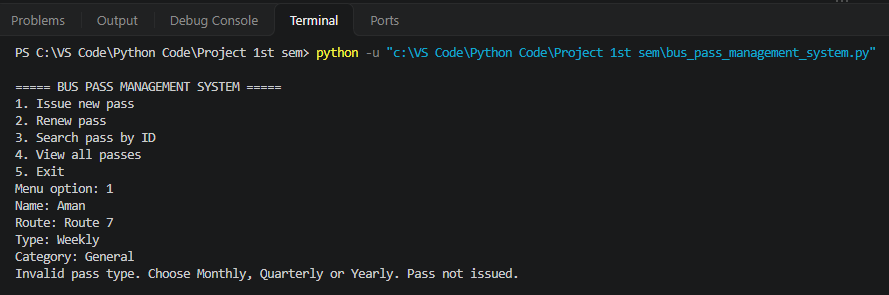 Problems Output Debug Console Terminal Ports
PS C:\VS Code\Python Code\Project 1st sem> python -u "c:\VS Code\Python Code\Project 1st sem\bus_pass_management_system.py"
===== BUS PASS MANAGEMENT SYSTEM =====
1. Issue new pass
2. Renew pass
3. Search pass by ID
4. View all passes
5. Exit
Menu option: 1
Name: Aman
Route: Route 7
Type: Weekly
Category: General
Invalid pass type. Choose Monthly, Quarterly or Yearly. Pass not issued.